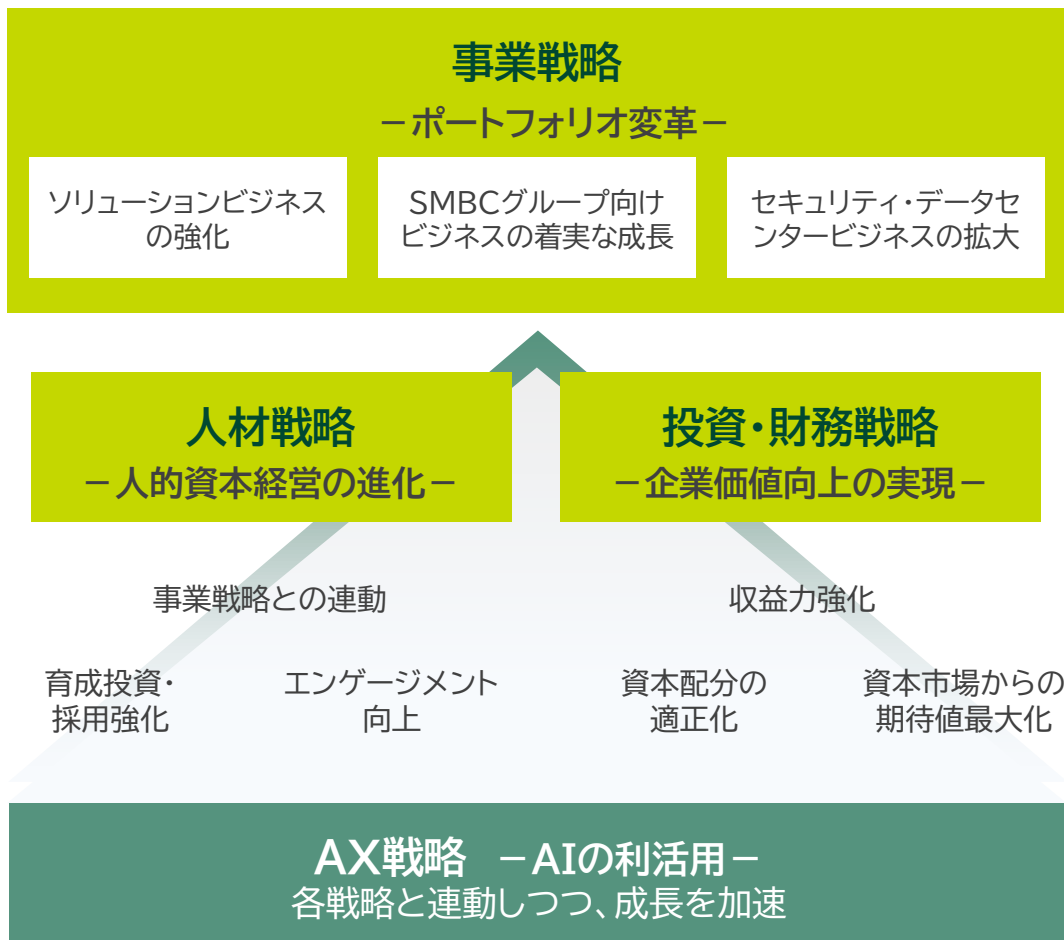 事業戦略
－ポートフォリオ変革－
ソリューションビジネス
の強化
SMBCグループ向け
ビジネスの着実な成長
セキュリティ・データセ
ンタービジネスの拡大
人材戦略
－人的資本経営の進化－
投資・財務戦略
－企業価値向上の実現－
事業戦略との連動
収益力強化
育成投資・
採用強化
エンゲージメント
向上
資本配分の
適正化
資本市場からの
期待値最大化
AX戦略　－AIの利活用－
各戦略と連動しつつ、成長を加速